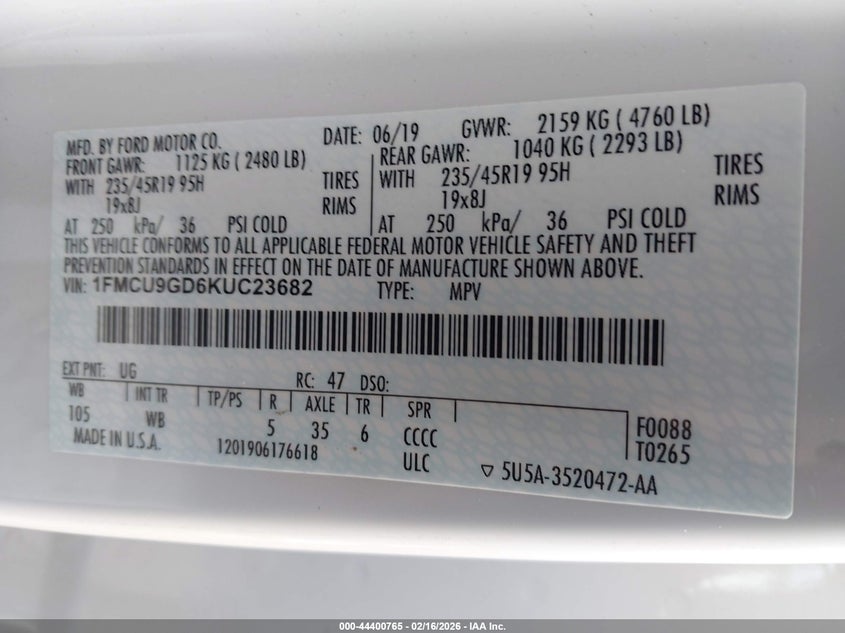 MFD. BY FORD MOTOR CO. DATE: 06/19 GVWR: 2159 KG ( 4760 LB)
FRONT GAWR: 1125 KG ( 2480 LB) REAR GAWR: 1040 KG ( 2293 LB)
WITH 235/45R19 95H TIRES WITH 235/45R19 95H TIRES
19x8J RIMS 19x8J RIMS
AT 250 kPa/ 36 PSI COLD AT 250 kPa/ 36 PSI COLD
THIS VEHICLE CONFORMS TO ALL APPLICABLE FEDERAL MOTOR VEHICLE SAFETY AND THEFT
PREVENTION STANDARDS IN EFFECT ON THE DATE OF MANUFACTURE SHOWN ABOVE.
VIN: 1FMCU9GD6KUC23682 TYPE: MPV
EXT PNT: UG RC: 47 DSO:
WB INT TR TP/PS R AXLE TR SPR
105 WB 5 35 6 CCCC F0088
MADE IN U.S.A. 1201906176618 ULC T0265
5U5A-3520472-AA
000-44400765 - 02/16/2026 - IAA Inc.